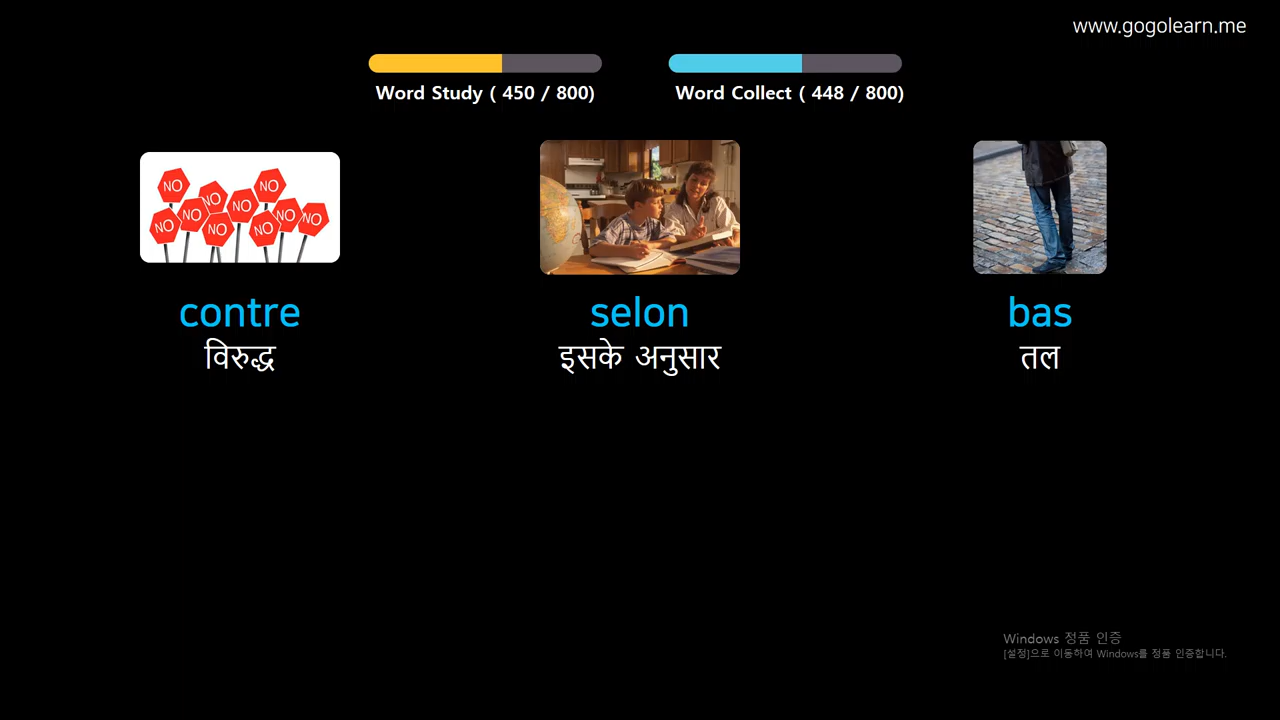 www.gogolearn.me
Word Study ( 450 / 800)
Word Collect ( 448 / 800)
NO NO NO NO NO NO NO NO NO NO
contre
विरुद्ध
selon
इसके अनुसार
bas
तल
Windows 정품 인증
[설정]으로 이동하여 Windows를 정품 인증합니다.